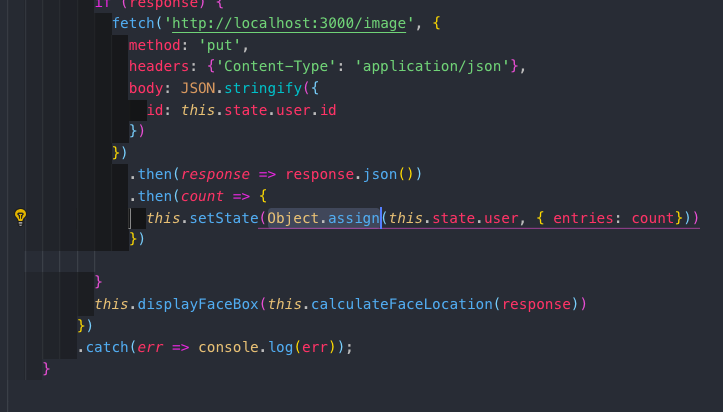 if (response) {
fetch('http://localhost:3000/image', {
method: 'put',
headers: {'Content-Type': 'application/json'},
body: JSON.stringify({
id: this.state.user.id
})
})
.then(response => response.json())
.then(count => {
this.setState(Object.assign(this.state.user, { entries: count}))
})
}
this.displayFaceBox(this.calculateFaceLocation(response))
})
.catch(err => console.log(err));
}